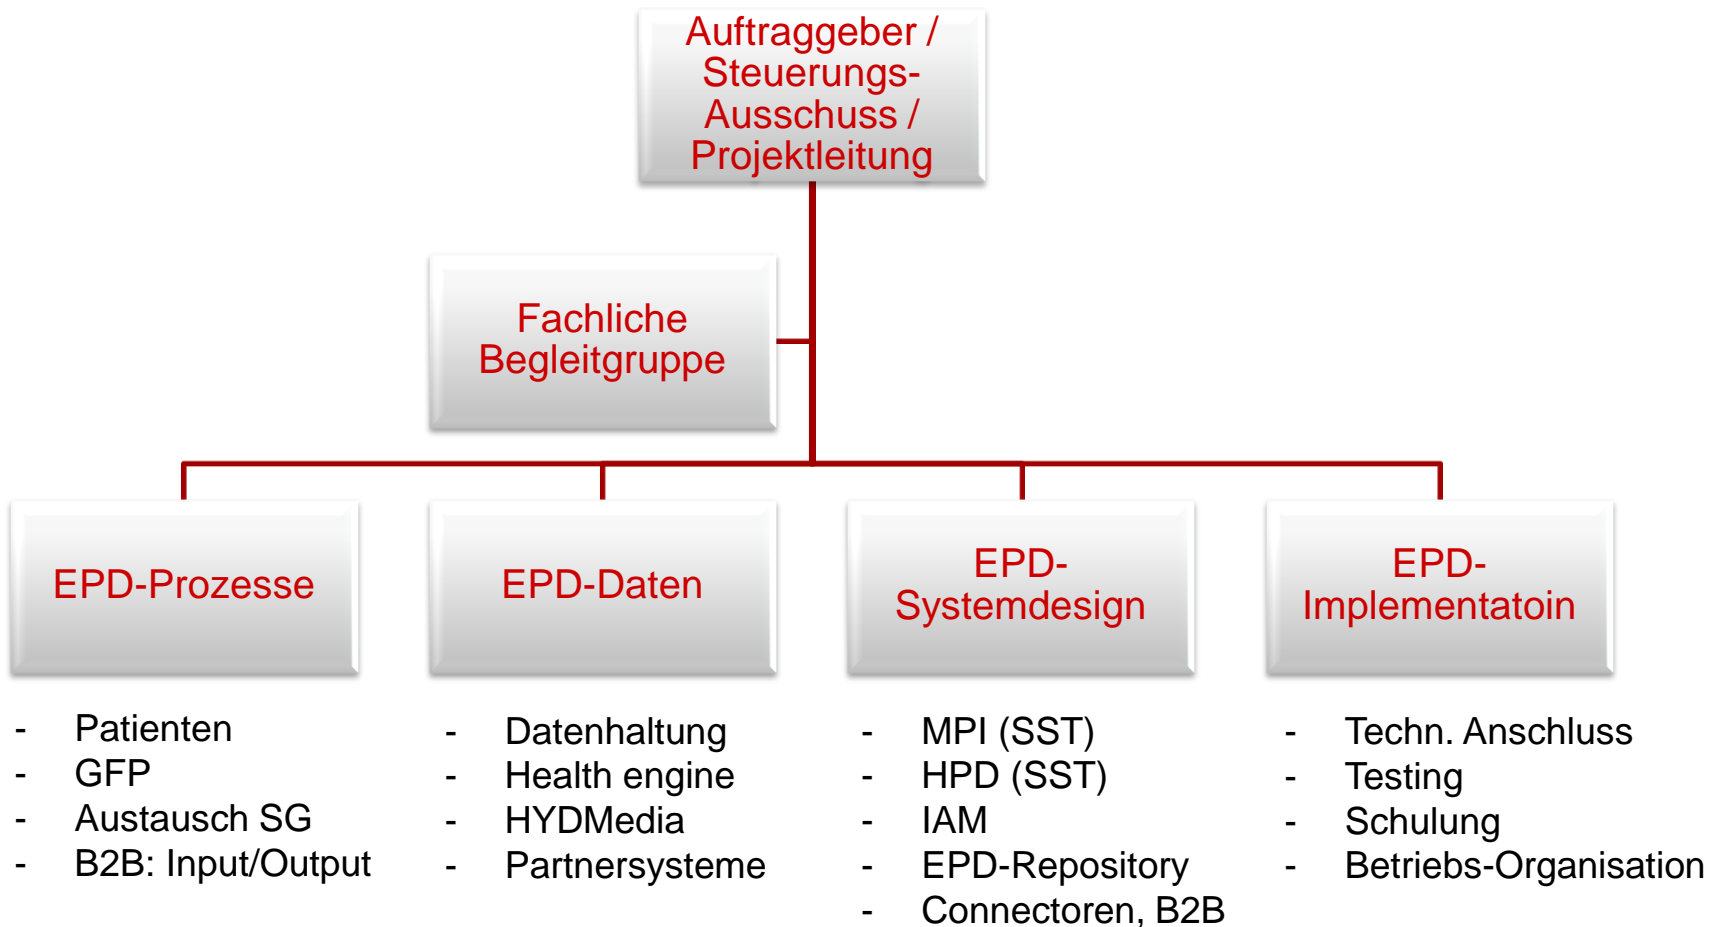 Auftraggeber /
Steuerungs-
Ausschuss /
Projektleitung
Fachliche
Begleitgruppe
EPD-Prozesse
- Patienten
- GFP
- Austausch SG
- B2B: Input/Output
EPD-Daten
- Datenhaltung
- Health engine
- HYDMedia
- Partnersysteme
EPD-
Systemdesign
- MPI (SST)
- HPD (SST)
- IAM
- EPD-Repository
- Connectoren, B2B
EPD-
Implementatoin
- Techn. Anschluss
- Testing
- Schulung
- Betriebs-Organisation